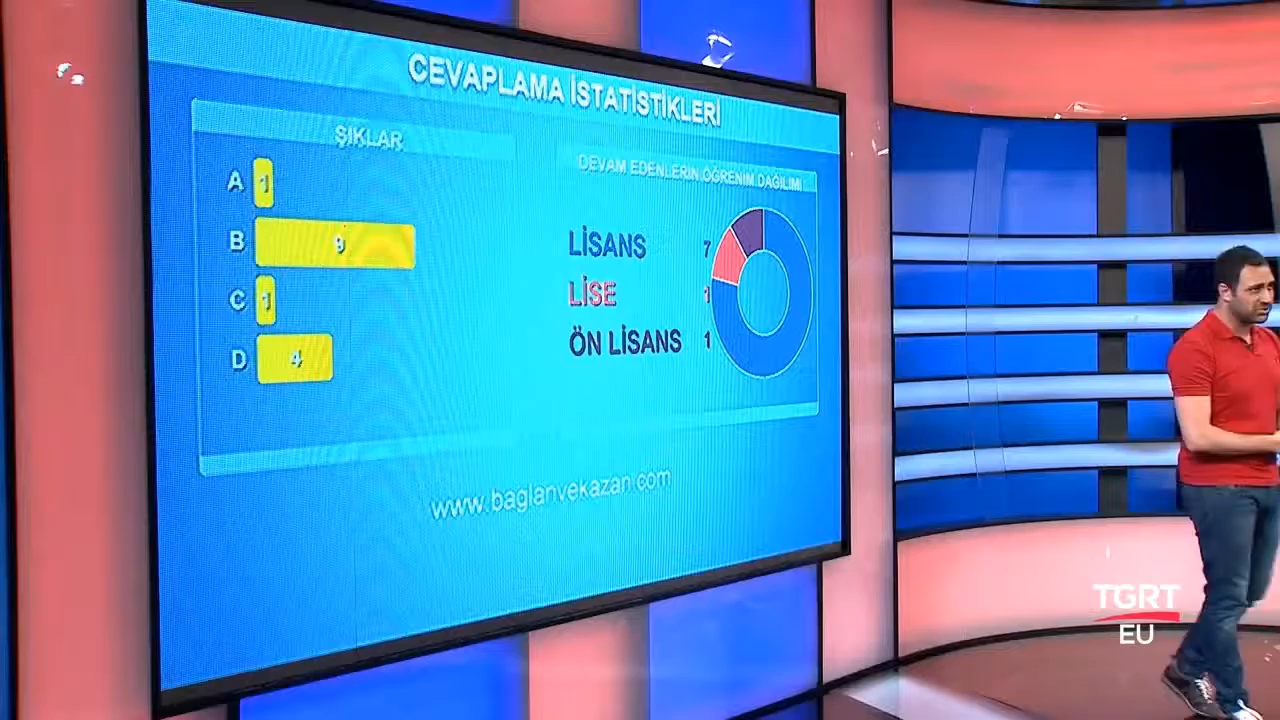 CEVAPLAMA İSTATİSTİKLERİ
ŞIKLAR
A 1
B 9
C 1
D 4
DEVAM EDENLERİN ÖĞRENİM DAĞILIMI
LİSANS 7
LİSE 1
ÖN LİSANS 1
www.baglanvekazan.com
TGRT
EU